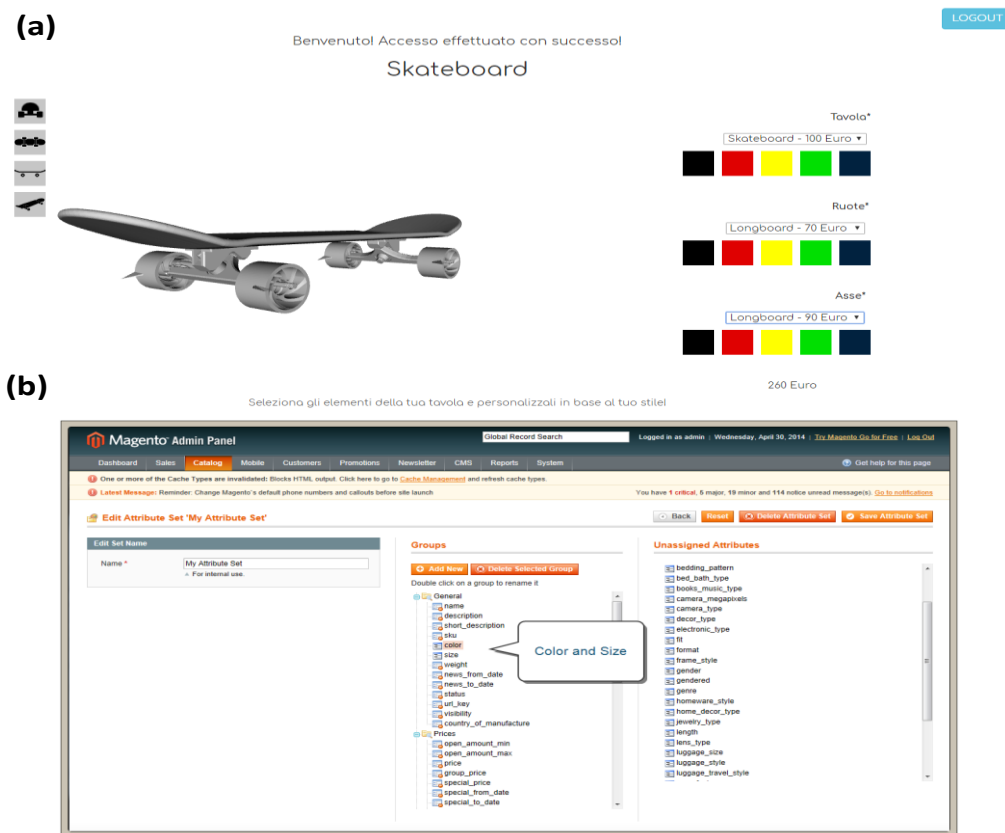 (a)
LOGOUT
Benvenuto! Accesso effettuato con successo!
Skateboard
Tavola*
Skateboard - 100 Euro
Ruote*
Longboard - 70 Euro
Asse*
Longboard - 90 Euro
260 Euro
Seleziona gli elementi della tua tavola e personalizzali in base al tuo stile!
(b)
Magento Admin Panel
Global Record Search
Logged in as admin | Wednesday, April 30, 2014 | Try Magento Go for Free | Log Out
Dashboard Sales Catalog Mobile Customers Promotions Newsletter CMS Reports System
Get help for this page
One or more of the Cache Types are invalidated: Blocks HTML output. Click here to go to Cache Management and refresh cache types.
Latest Message: Reminder: Change Magento's default phone numbers and callouts before site launch
You have 1 critical, 5 major, 19 minor and 114 notice unread message(s). Go to notifications
Edit Attribute Set 'My Attribute Set'
Back Reset Delete Attribute Set Save Attribute Set
Edit Set Name
Name *
My Attribute Set
For internal use.
Groups
Add New Delete Selected Group
Double click on a group to rename it
General
name
description
short_description
sku
color
size
weight
news_from_date
news_to_date
status
url_key
visibility
country_of_manufacture
Prices
open_amount_min
open_amount_max
price
group_price
special_price
special_from_date
special_to_date
Color and Size
Unassigned Attributes
bedding_pattern
bed_bath_type
books_music_type
camera_megapixels
camera_type
decor_type
electronic_type
fit
format
frame_style
gender
gendered
genre
homeware_style
home_decor_type
jewelry_type
length
lens_type
luggage_size
luggage_style
luggage_travel_style